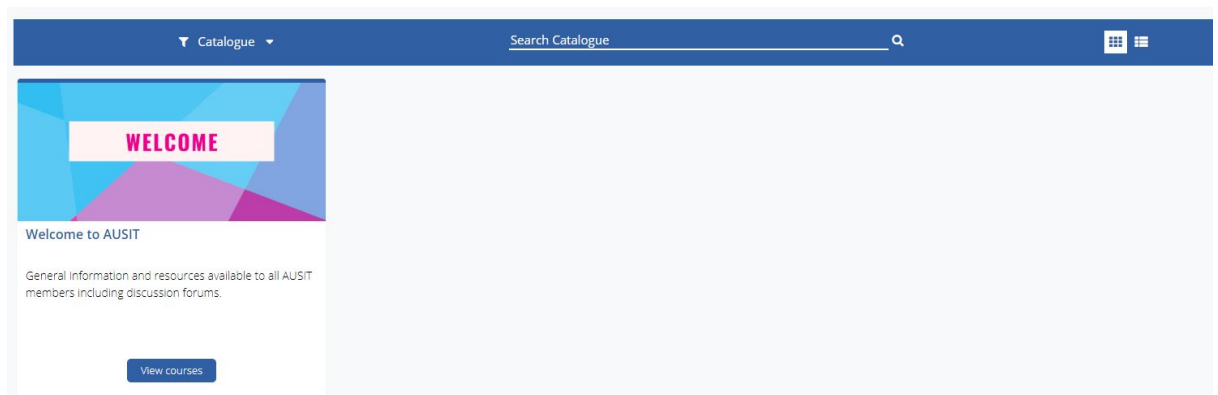 Catalogue
Search Catalogue
WELCOME
Welcome to AUSIT
General Information and resources available to all AUSIT
members including discussion forums.
View courses